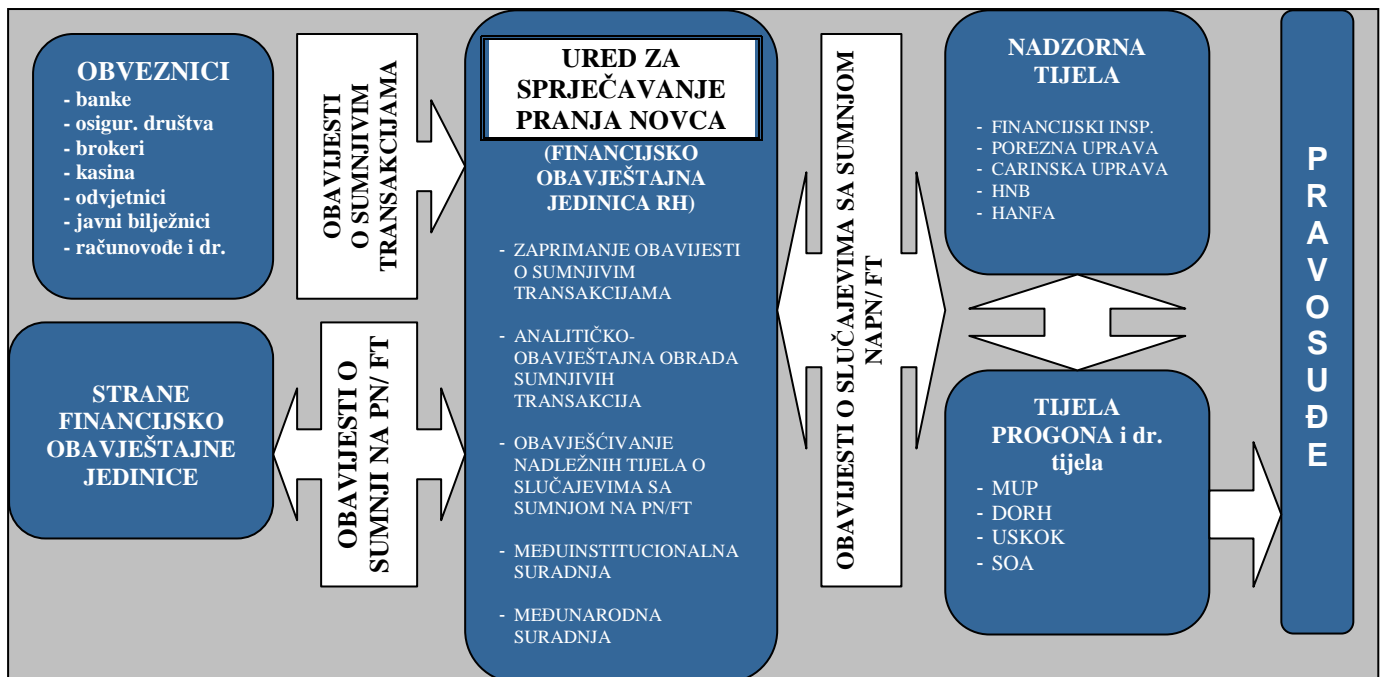 OBVEZNICI
- banke
- osigur. društva
- brokeri
- kasina
- odvjetnici
- javni bilježnici
- računovođe i dr.
OBAVIJESTI
O SUMNJIVIM
TRANSAKCIJAMA
STRANE
FINANCIJSKO
OBAVJEŠTAJNE
JEDINICE
OBAVIJESTI O
SUMNJI NA PN/ FT
URED ZA
SPRJEČAVANJE
PRANJA NOVCA
(FINANCIJSKO
OBAVJEŠTAJNA
JEDINICA RH)
- ZAPRIMANJE OBAVIJESTI
O SUMNJIVIM
TRANSAKCIJAMA
- ANALITIČKO-
OBAVJEŠTAJNA OBRADA
SUMNJIVIH
TRANSAKCIJA
- OBAVJEŠĆIVANJE
NADLEŽNIH TIJELA O
SLUČAJEVIMA SA
SUMNJOM NA PN/FT
- MEĐUINSTITUCIONALNA
SURADNJA
- MEĐUNARODNA
SURADNJA
OBAVIJESTI O SLUČAJEVIMA SA SUMNJOM
NAPN/ FT
NADZORNA
TIJELA
- FINANCIJSKI INSP.
- POREZNA UPRAVA
- CARINSKA UPRAVA
- HNB
- HANFA
TIJELA
PROGONA i dr.
tijela
- MUP
- DORH
- USKOK
- SOA
PRAVOSUĐE